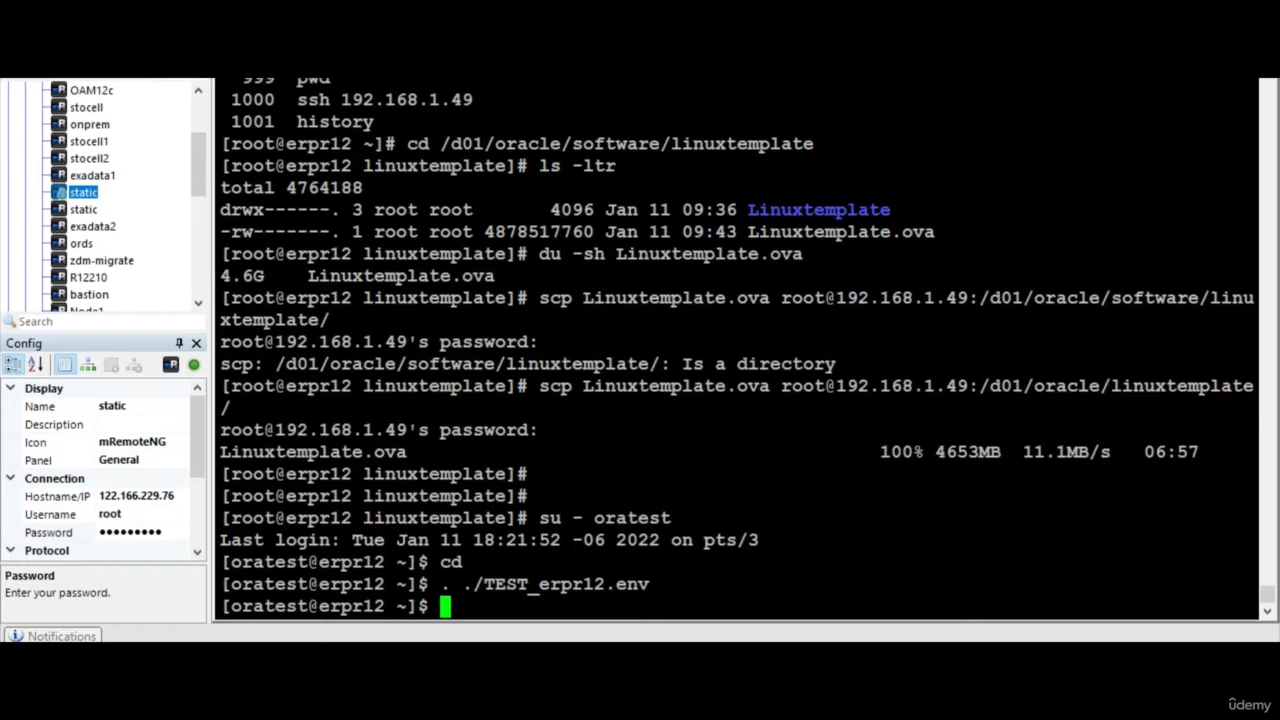 OAM12c
stocell
onprem
stocell1
stocell2
exadata1
static
static
exadata2
ords
zdm-migrate
R12210
bastion
Node1
Search
Config
Display
Name static
Description
Icon mRemoteNG
Panel General
Connection
Hostname/IP 122.166.229.76
Username root
Password ●●●●●●●●●
Protocol
Password
Enter your password.
Notifications
999 pwd
1000 ssh 192.168.1.49
1001 history
[root@erpr12 ~]# cd /d01/oracle/software/linuxtemplate
[root@erpr12 linuxtemplate]# ls -ltr
total 4764188
drwx------. 3 root root 4096 Jan 11 09:36 Linuxtemplate
-rw-------. 1 root root 4878517760 Jan 11 09:43 Linuxtemplate.ova
[root@erpr12 linuxtemplate]# du -sh Linuxtemplate.ova
4.6G Linuxtemplate.ova
[root@erpr12 linuxtemplate]# scp Linuxtemplate.ova root@192.168.1.49:/d01/oracle/software/linu
xtemplate/
root@192.168.1.49's password:
scp: /d01/oracle/software/linuxtemplate/: Is a directory
[root@erpr12 linuxtemplate]# scp Linuxtemplate.ova root@192.168.1.49:/d01/oracle/linuxtemplate
/
root@192.168.1.49's password:
Linuxtemplate.ova 100% 4653MB 11.1MB/s 06:57
[root@erpr12 linuxtemplate]#
[root@erpr12 linuxtemplate]#
[root@erpr12 linuxtemplate]# su - oratest
Last login: Tue Jan 11 18:21:52 -06 2022 on pts/3
[oratest@erpr12 ~]$ cd
[oratest@erpr12 ~]$ . ./TEST_erpr12.env
[oratest@erpr12 ~]$
ûdemy